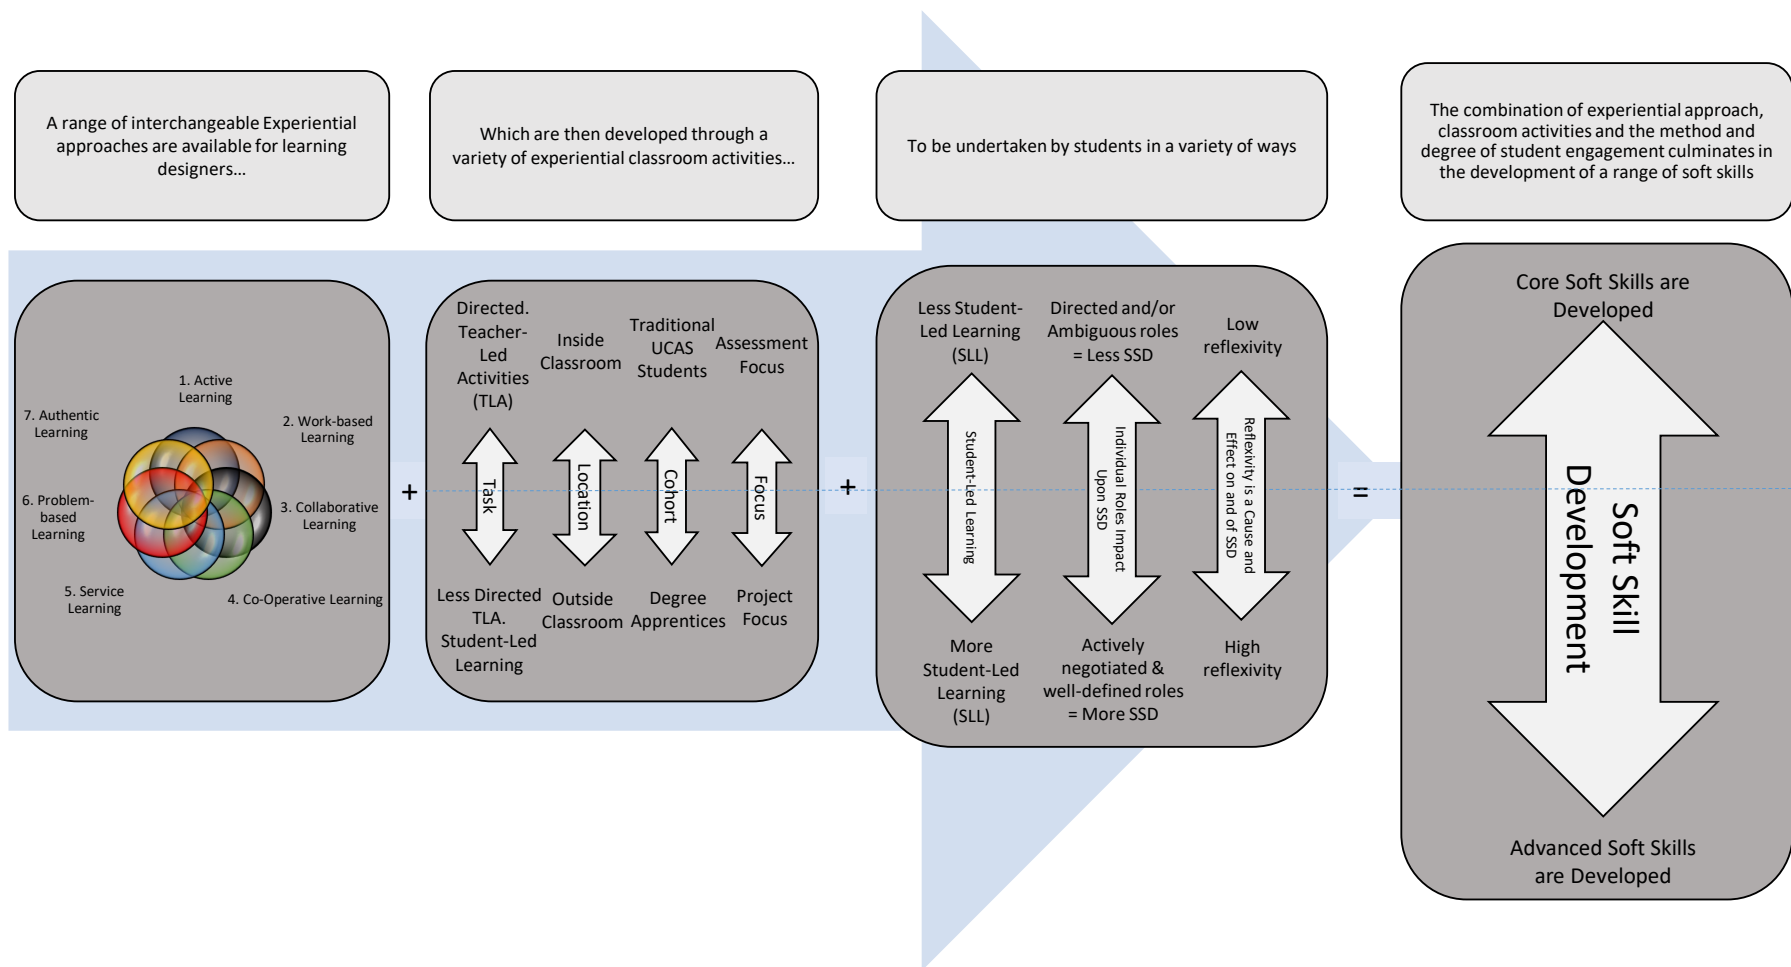 A range of interchangeable Experiential
approaches are available for learning
designers…
Which are then developed through a
variety of experiential classroom activities…
To be undertaken by students in a variety of ways
The combination of experiential approach,
classroom activities and the method and
degree of student engagement culminates in
the development of a range of soft skills
1. Active
Learning
2. Work-based
Learning
3. Collaborative
Learning
4. Co-Operative Learning
5. Service
Learning
6. Problem-
based
Learning
7. Authentic
Learning
+
Directed.
Teacher-
Led
Activities
(TLA)
Task
Less Directed
TLA.
Student-Led
Learning
Inside
Classroom
Location
Outside
Classroom
Traditional
UCAS
Students
Cohort
Degree
Apprentices
Assessment
Focus
Focus
Project
Focus
+
Less Student-
Led Learning
(SLL)
Student-Led Learning
More
Student-Led
Learning
(SLL)
Directed and/or
Ambiguous roles
= Less SSD
Individual Roles Impact
Upon SSD
Actively
negotiated &
well-defined roles
= More SSD
Low
reflexivity
Reflexivity is a Cause and
Effect on and of SSD
High
reflexivity
=
Core Soft Skills are
Developed
Soft Skill
Development
Advanced Soft Skills
are Developed